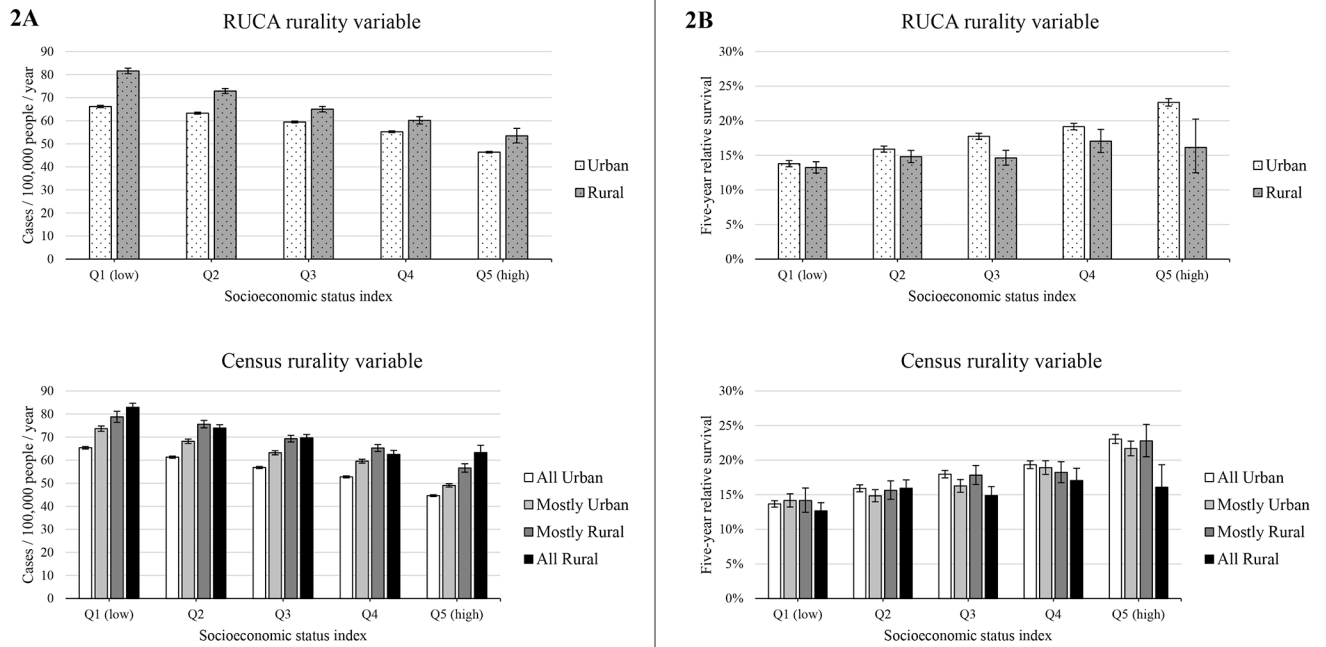 2A
RUCA rurality variable
Cases / 100,000 people / year
90
80
70
60
50
40
30
20
10
0
Q1 (low) Q2 Q3 Q4 Q5 (high)
Socioeconomic status index
Urban
Rural
Census rurality variable
Cases / 100,000 people / year
90
80
70
60
50
40
30
20
10
0
Q1 (low) Q2 Q3 Q4 Q5 (high)
Socioeconomic status index
All Urban
Mostly Urban
Mostly Rural
All Rural
2B
RUCA rurality variable
Five-year relative survival
30%
25%
20%
15%
10%
5%
0%
Q1 (low) Q2 Q3 Q4 Q5 (high)
Socioeconomic status index
Urban
Rural
Census rurality variable
Five-year relative survival
30%
25%
20%
15%
10%
5%
0%
Q1 (low) Q2 Q3 Q4 Q5 (high)
Socioeconomic status index
All Urban
Mostly Urban
Mostly Rural
All Rural